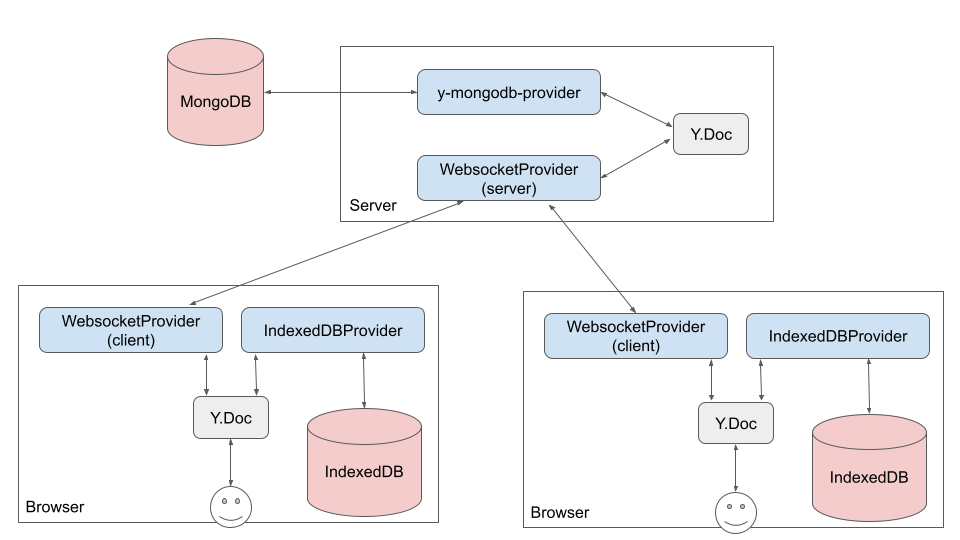 MongoDB
y-mongodb-provider
Y.Doc
WebsocketProvider
(server)
Server
WebsocketProvider
(client)
IndexedDBProvider
Y.Doc
IndexedDB
Browser
WebsocketProvider
(client)
IndexedDBProvider
Y.Doc
IndexedDB
Browser